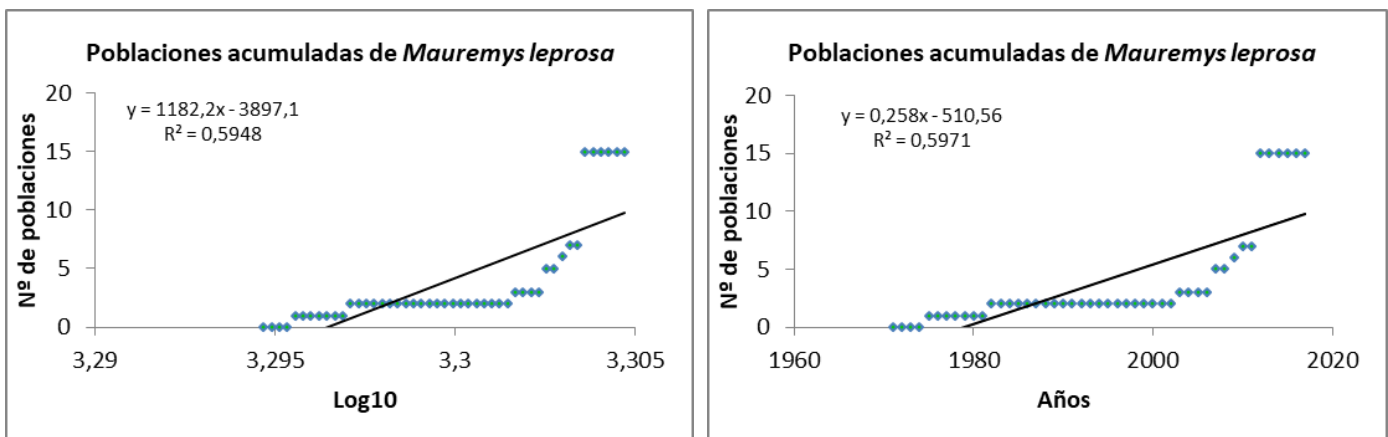 Poblaciones acumuladas de Mauremys leprosa
y = 1182,2x - 3897,1
R² = 0,5948
Nº de poblaciones
20
15
10
5
0
3,29
3,295
3,3
3,305
Log10
Poblaciones acumuladas de Mauremys leprosa
y = 0,258x - 510,56
R² = 0,5971
Nº de poblaciones
20
15
10
5
0
1960
1980
2000
2020
Años